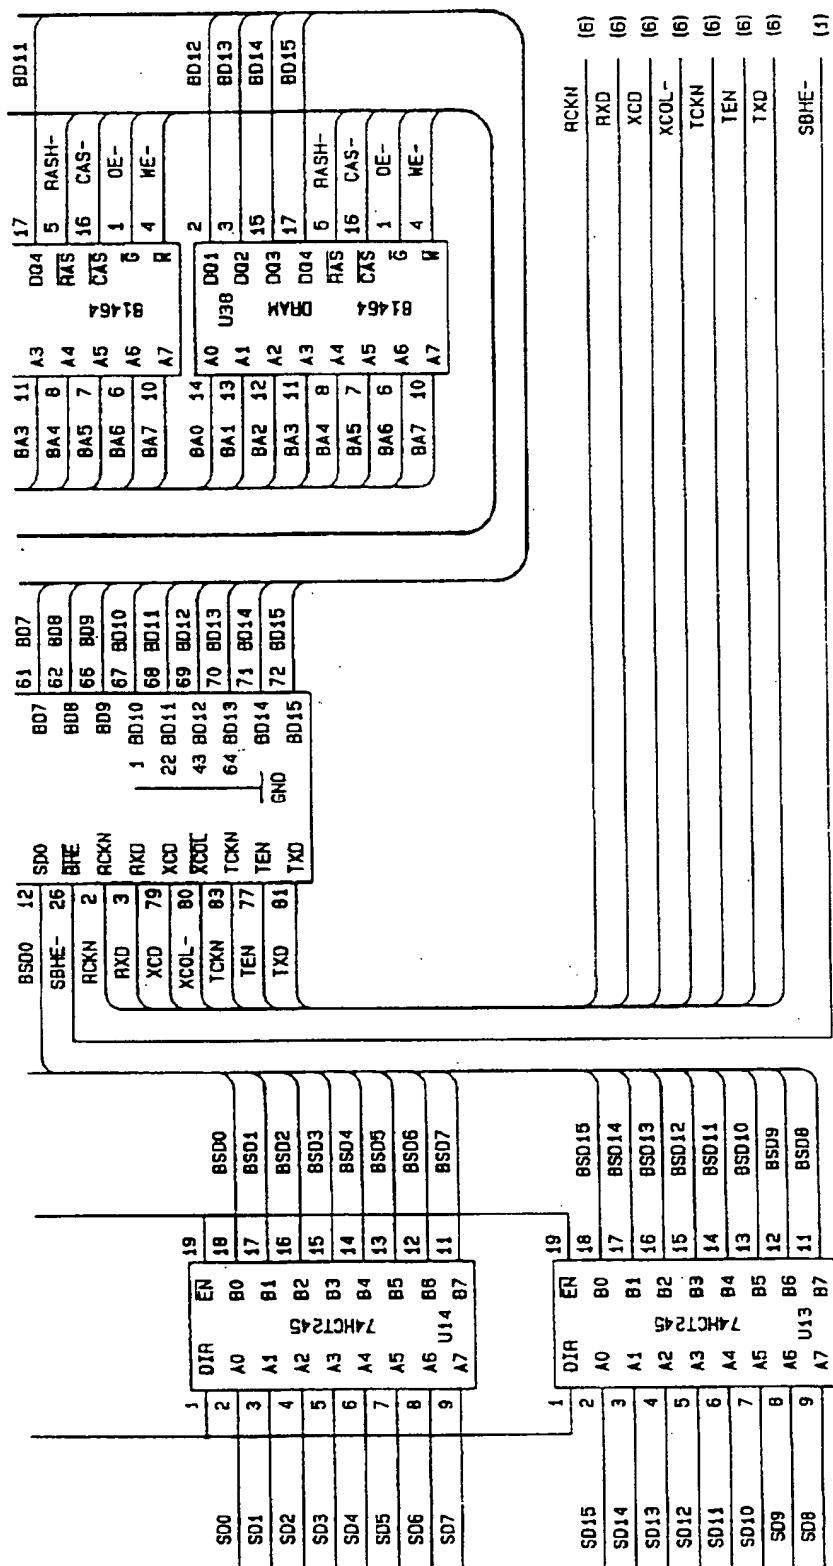 BSD0 12 SD0 BD7 61 BD7
SBHE- 26 BHE BD8 62 BD8
RCKN 2 RCKN BD9 66 BD9
RXD 3 RXD 1 BD10 67 BD10
XCD 79 XCD 22 BD11 68 BD11
XCOL- 80 XCOL 43 BD12 69 BD12
TCKN 83 TCKN 64 BD13 70 BD13
TEN 77 TEN BD14 71 BD14
TXD 81 TXD BD15 72 BD15
GND
17
BA3 11 A3 DQ4 BD11
BA4 8 A4 RAS 5 RASH-
BA5 7 A5 CAS 16 CAS-
BA6 6 A6 G 1 OE-
BA7 10 A7 W 4 WE-
81464
BA0 14 A0 DQ1 2 BD12
BA1 13 A1 U38 DQ2 3 BD13
BA2 12 A2 DQ3 15 BD14
BA3 11 A3 DQ4 17 BD15
BA4 8 A4 RAS 5 RASH-
BA5 7 A5 CAS 16 CAS-
BA6 6 A6 G 1 OE-
BA7 10 A7 W 4 WE-
DRAM
81464
1 DIR EN 19
SD0 2 A0 B0 18 BSD0
SD1 3 A1 B1 17 BSD1
SD2 4 A2 B2 16 BSD2
SD3 5 A3 B3 15 BSD3
SD4 6 A4 B4 14 BSD4
SD5 7 A5 B5 13 BSD5
SD6 8 A6 B6 12 BSD6
SD7 9 A7 B7 11 BSD7
74HCT245
U14
1 DIR EN 19
SD15 2 A0 B0 18 BSD15
SD14 3 A1 B1 17 BSD14
SD13 4 A2 B2 16 BSD13
SD12 5 A3 B3 15 BSD12
SD11 6 A4 B4 14 BSD11
SD10 7 A5 B5 13 BSD10
SD9 8 A6 B6 12 BSD9
SD8 9 A7 B7 11 BSD8
74HCT245
U13
RCKN (6)
RXD (6)
XCD (6)
XCOL- (6)
TCKN (6)
TEN (6)
TXD (6)
SBHE- (1)